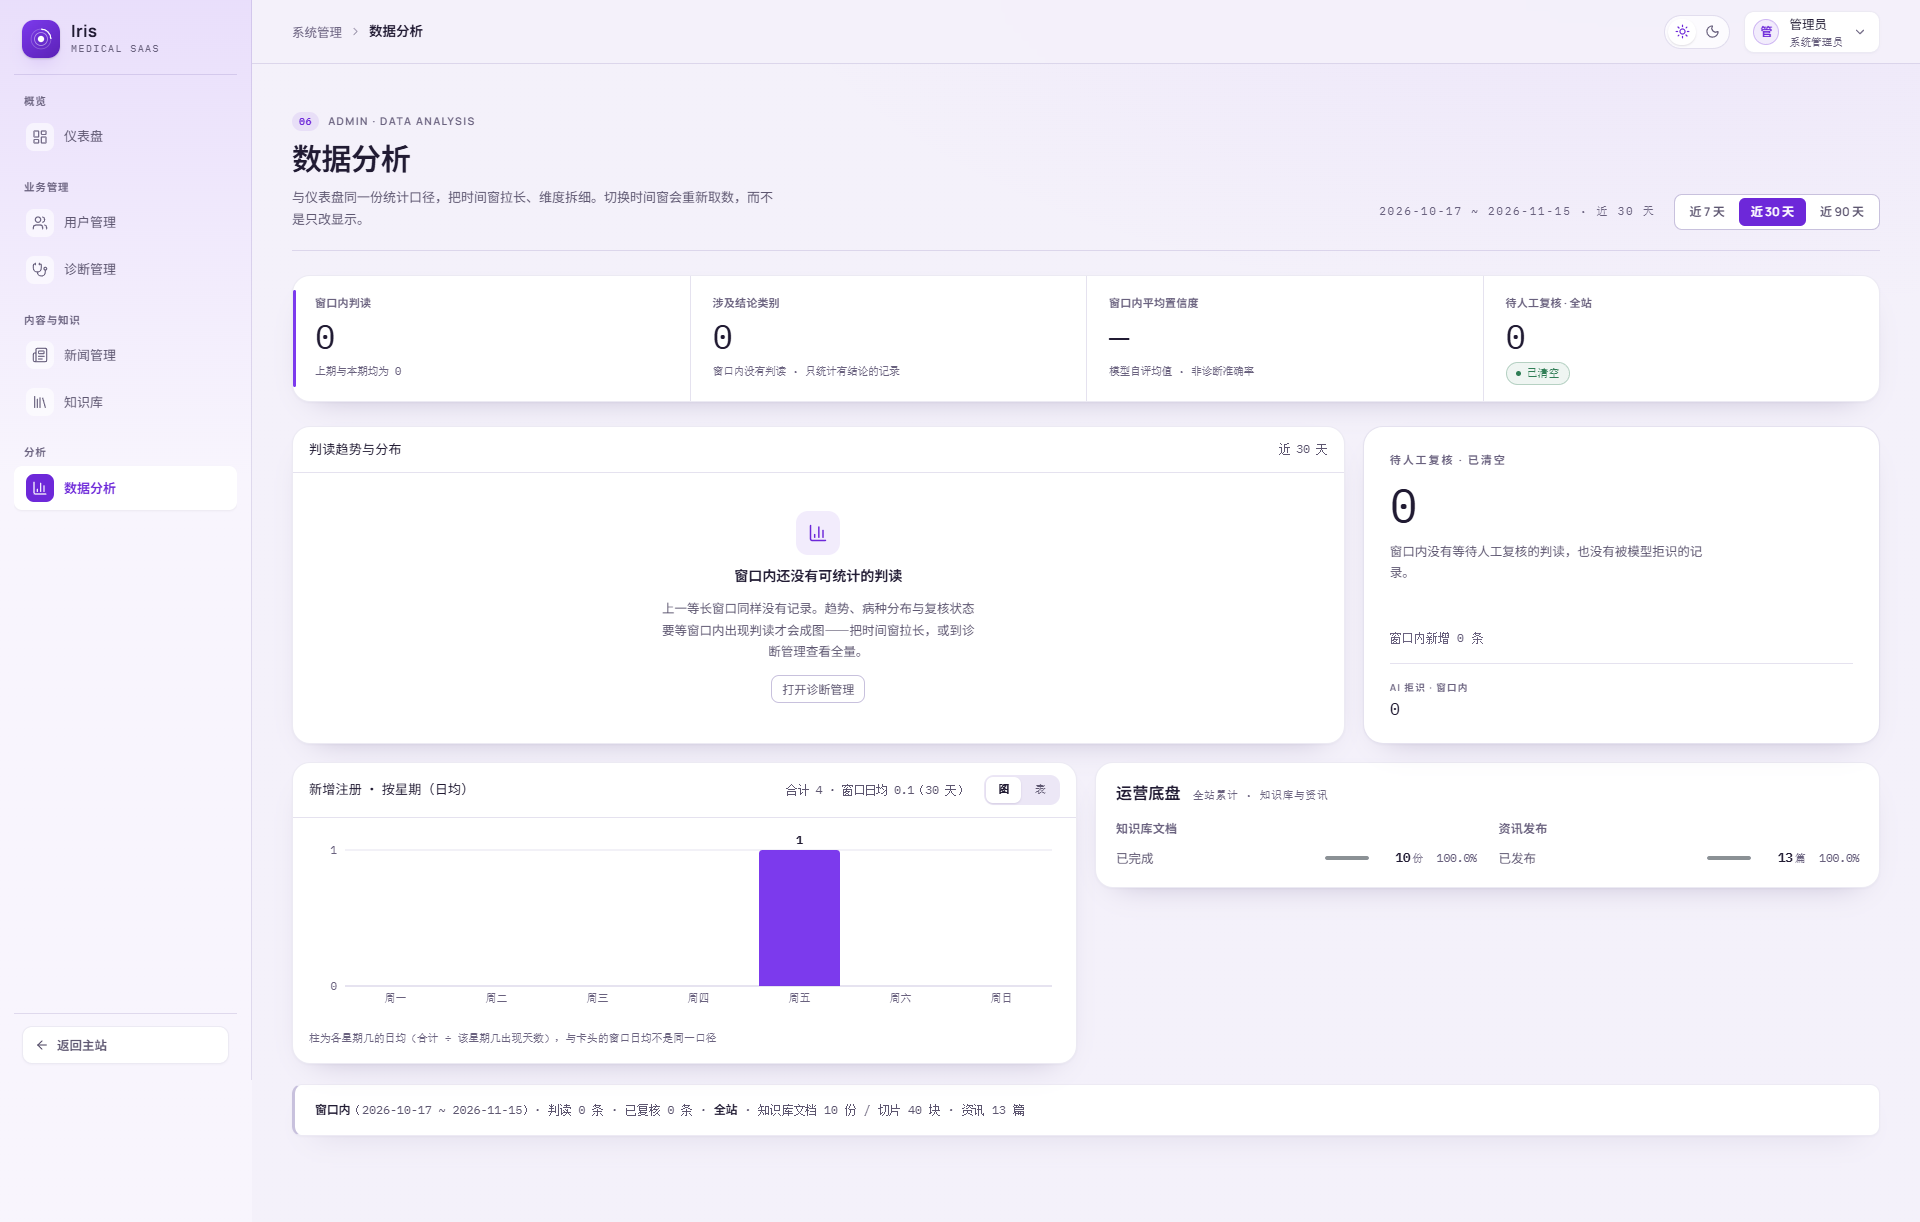 Iris
MEDICAL SAAS
概览
仪表盘
业务管理
用户管理
诊断管理
内容与知识
新闻管理
知识库
分析
数据分析
返回主站
系统管理 > 数据分析
管 管理员
系统管理员
06 ADMIN · DATA ANALYSIS
数据分析
与仪表盘同一份统计口径，把时间窗拉长、维度拆细。切换时间窗会重新取数，而不
是只改显示。
2026-10-17 ~ 2026-11-15 · 近 30 天
近 7 天 近 30 天 近 90 天
窗口内判读
0
上期与本期均为 0
涉及结论类别
0
窗口内没有判读 · 只统计有结论的记录
窗口内平均置信度
—
模型自评均值 · 非诊断准确率
待人工复核 · 全站
0
已清空
判读趋势与分布 近 30 天
窗口内还没有可统计的判读
上一等长窗口同样没有记录。趋势、病种分布与复核状态
要等窗口内出现判读才会成图——把时间窗拉长，或到诊
断管理查看全量。
打开诊断管理
待人工复核 · 已清空
0
窗口内没有等待人工复核的判读，也没有被模型拒识的记
录。
窗口内新增 0 条
AI 拒识 · 窗口内
0
新增注册 · 按星期（日均） 合计 4 · 窗口日均 0.1（30 天） 图 表
1
1
0
周一 周二 周三 周四 周五 周六 周日
柱为各星期几的日均（合计 ÷ 该星期几出现天数），与卡头的窗口日均不是同一口径
运营底盘 全站累计 · 知识库与资讯
知识库文档
已完成 10 份 100.0%
资讯发布
已发布 13 篇 100.0%
窗口内（2026-10-17 ~ 2026-11-15）· 判读 0 条 · 已复核 0 条 · 全站 · 知识库文档 10 份 / 切片 40 块 · 资讯 13 篇